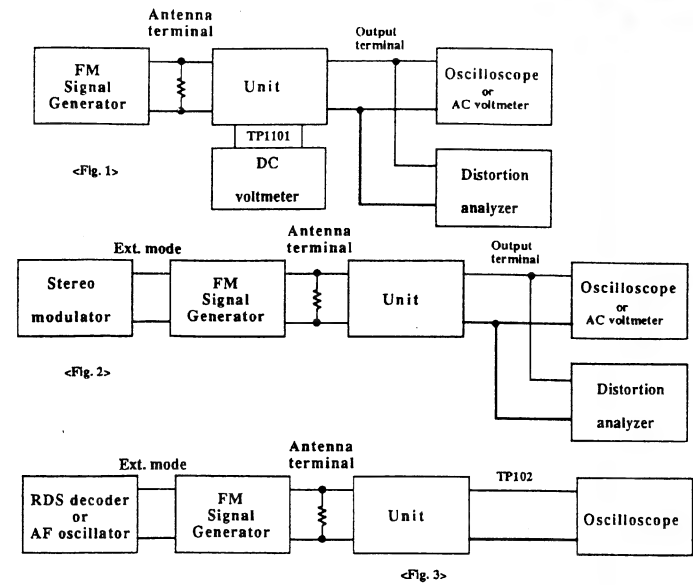 Antenna
terminal
FM
Signal
Generator
Unit
Output
terminal
Oscilloscope
or
AC voltmeter
TP1101
DC
voltmeter
Distortion
analyzer
<Fig. 1>
Ext. mode
Antenna
terminal
Output
terminal
Stereo
modulator
FM
Signal
Generator
Unit
Oscilloscope
or
AC voltmeter
Distortion
analyzer
<Fig. 2>
Ext. mode
Antenna
terminal
TP102
RDS decoder
or
AF oscillator
FM
Signal
Generator
Unit
Oscilloscope
<Fig. 3>